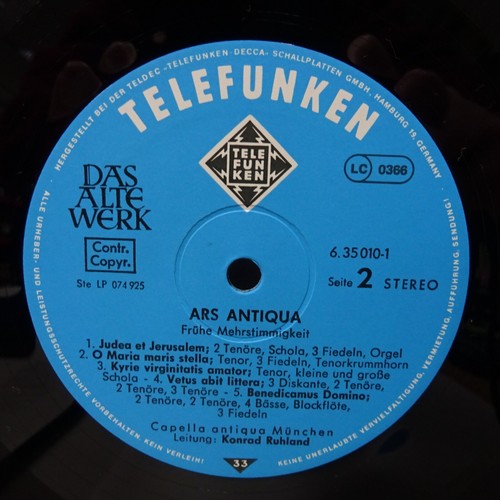 HERGESTELLT BEI DER TELDEC »TELEFUNKEN-DECCA« SCHALLPLATTEN GMBH, HAMBURG 19, GERMANY
TELEFUNKEN
TELE
FUN
KEN
LC 0366
DAS
ALTE
WERK
Contr.
Copyr.
Ste LP 074925
6.35010-1
Seite 2 STEREO
ARS ANTIQUA
Frühe Mehrstimmigkeit
1. Judea et Jerusalem; 2 Tenöre, Schola, 3 Fiedeln, Orgel
2. O Maria maris stella; Tenor, 3 Fiedeln, Tenorkrummhorn
3. Kyrie virginitatis amator; Tenor, kleine und große
Schola - 4. Vetus abit littera; 3 Diskante, 2 Tenöre,
2 Bässe, 3 Tenöre - 5. Benedicamus Domino;
2 Tenöre, 2 Tenöre, 4 Bässe, Blockflöte,
3 Fiedeln
Capella antiqua München
Leitung: Konrad Ruhland
33
ALLE URHEBER- UND LEISTUNGSSCHUTZRECHTE VORBEHALTEN KEIN VERLEIH!
KEINE UNERLAUBTE VERVIELFÄLTIGUNG, VERMIETUNG, AUFFÜHRUNG, SENDUNG!